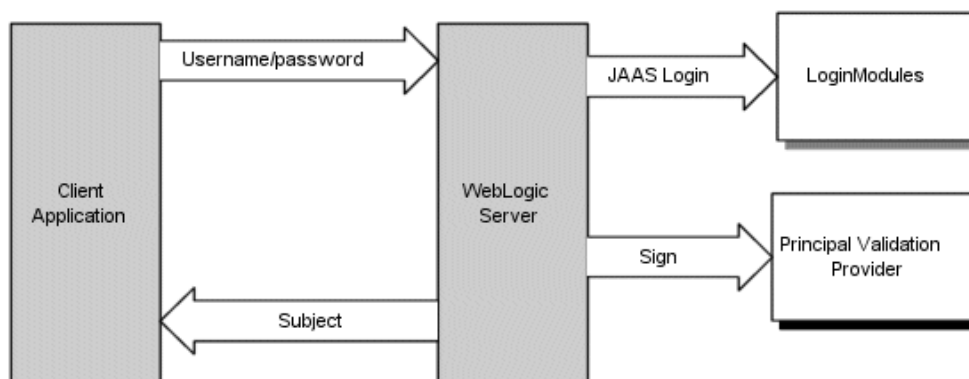 Username/password
JAAS Login
LoginModules
Client
Application
WebLogic
Server
Principal Validation
Provider
Sign
Subject